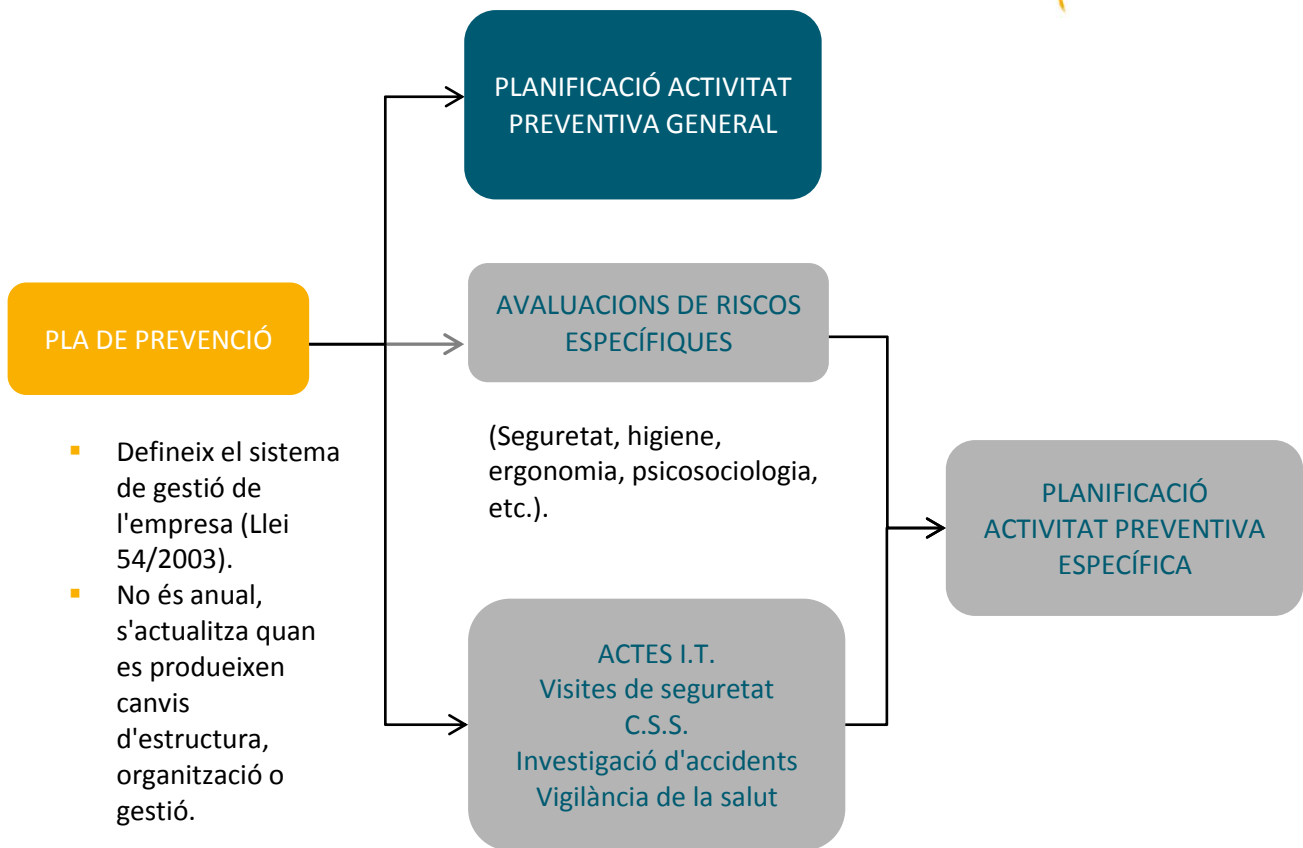 PLANIFICACIÓ ACTIVITAT
PREVENTIVA GENERAL
PLA DE PREVENCIÓ
AVALUACIONS DE RISCOS
ESPECÍFIQUES
▪ Defineix el sistema
de gestió de
l'empresa (Llei
54/2003).
▪ No és anual,
s'actualitza quan
es produeixen
canvis
d'estructura,
organització o
gestió.
(Seguretat, higiene,
ergonomia, psicosociologia,
etc.).
PLANIFICACIÓ
ACTIVITAT PREVENTIVA
ESPECÍFICA
ACTES I.T.
Visites de seguretat
C.S.S.
Investigació d'accidents
Vigilància de la salut